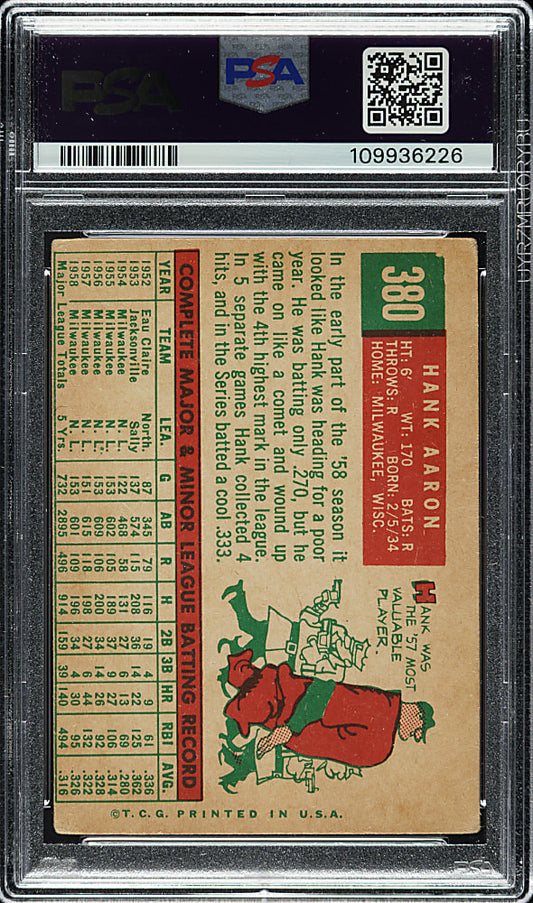 PSA
PSA
109936226
380
HANK AARON
HT: 6' WT: 170 BATS: R
THROWS: R BORN: 2/5/34
HOME: MILWAUKEE, WISC.
In the early part of the '58 season it
looked like Hank was heading for a poor
year. He was batting only .270, but he
came on like a comet and wound up
with the 4th highest mark in the league.
In 5 separate games Hank collected 4
hits, and in the Series batted a cool .333.
HANK WAS
THE '57 MOST
VALUABLE
PLAYER.
COMPLETE MAJOR & MINOR LEAGUE BATTING RECORD
YEAR TEAM LEA. G AB R H 2B 3B HR RBI AVG.
1952 Eau Claire North 87 345 79 116 19 4 9 61 .336
1953 Jacksonville Sally 137 574 115 208 36 14 22 125 .362
1954 Milwaukee N. L. 122 468 58 131 27 6 13 69 .280
1955 Milwaukee N. L. 153 602 105 189 37 9 27 106 .314
1956 Milwaukee N. L. 153 609 106 200 34 14 26 92 .328
1957 Milwaukee N. L. 151 615 118 198 27 6 44 132 .322
1958 Milwaukee N. L. 153 601 109 196 34 4 30 95 .326
Major League Totals 5 Yrs. 732 2895 496 914 159 39 140 494 .316
©T.C.G. PRINTED IN U.S.A.